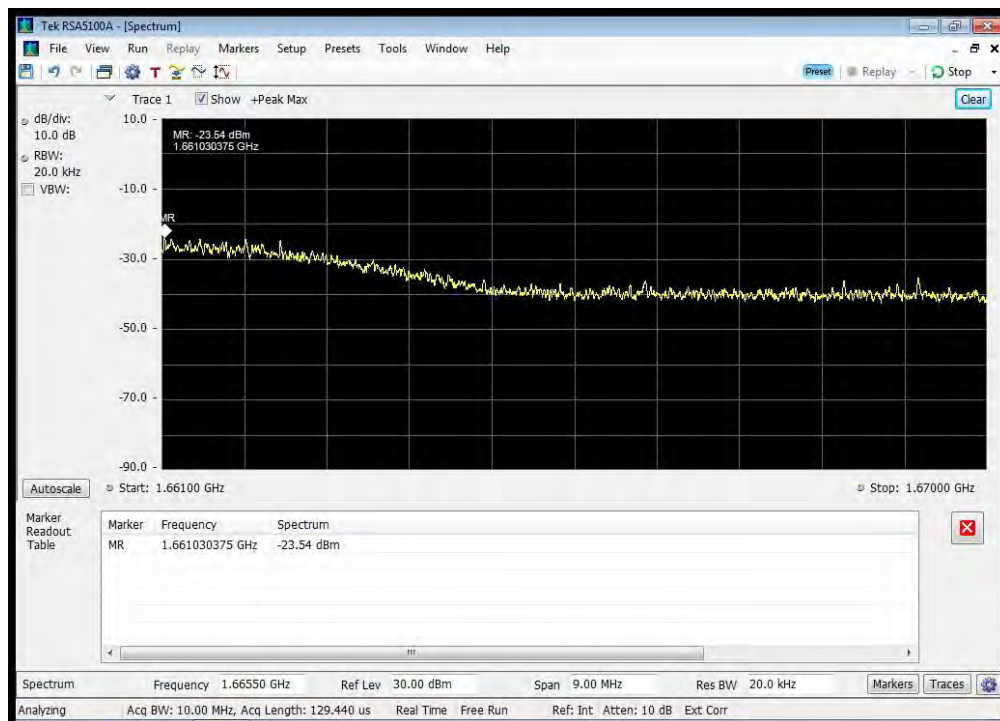 Tek RSA5100A - [Spectrum]
File View Run Replay Markers Setup Presets Tools Window Help
Preset Replay Stop
Trace 1 Show +Peak Max Clear
dB/div:
10.0 dB
RBW:
20.0 kHz
VBW:
10.0
-10.0
-30.0
-50.0
-70.0
-90.0
MR: -23.54 dBm
1.661030375 GHz
MR
Autoscale Start: 1.66100 GHz Stop: 1.67000 GHz
Marker
Readout
Table
Marker Frequency Spectrum
MR 1.661030375 GHz -23.54 dBm
Spectrum Frequency 1.66550 GHz Ref Lev 30.00 dBm Span 9.00 MHz Res BW 20.0 kHz Markers Traces
Analyzing Acq BW: 10.00 MHz, Acq Length: 129.440 us Real Time Free Run Ref: Int Atten: 10 dB Ext Corr